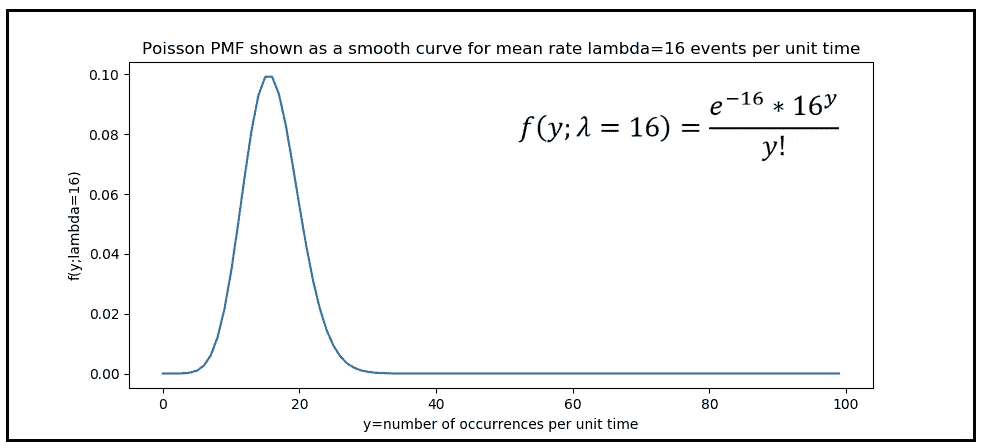 Poisson PMF shown as a smooth curve for mean rate lambda=16 events per unit time
f(y; λ = 16) = e⁻¹⁶ * 16ʸ / y!
f(y;lambda=16)
0.10
0.08
0.06
0.04
0.02
0.00
0 20 40 60 80 100
y=number of occurrences per unit time